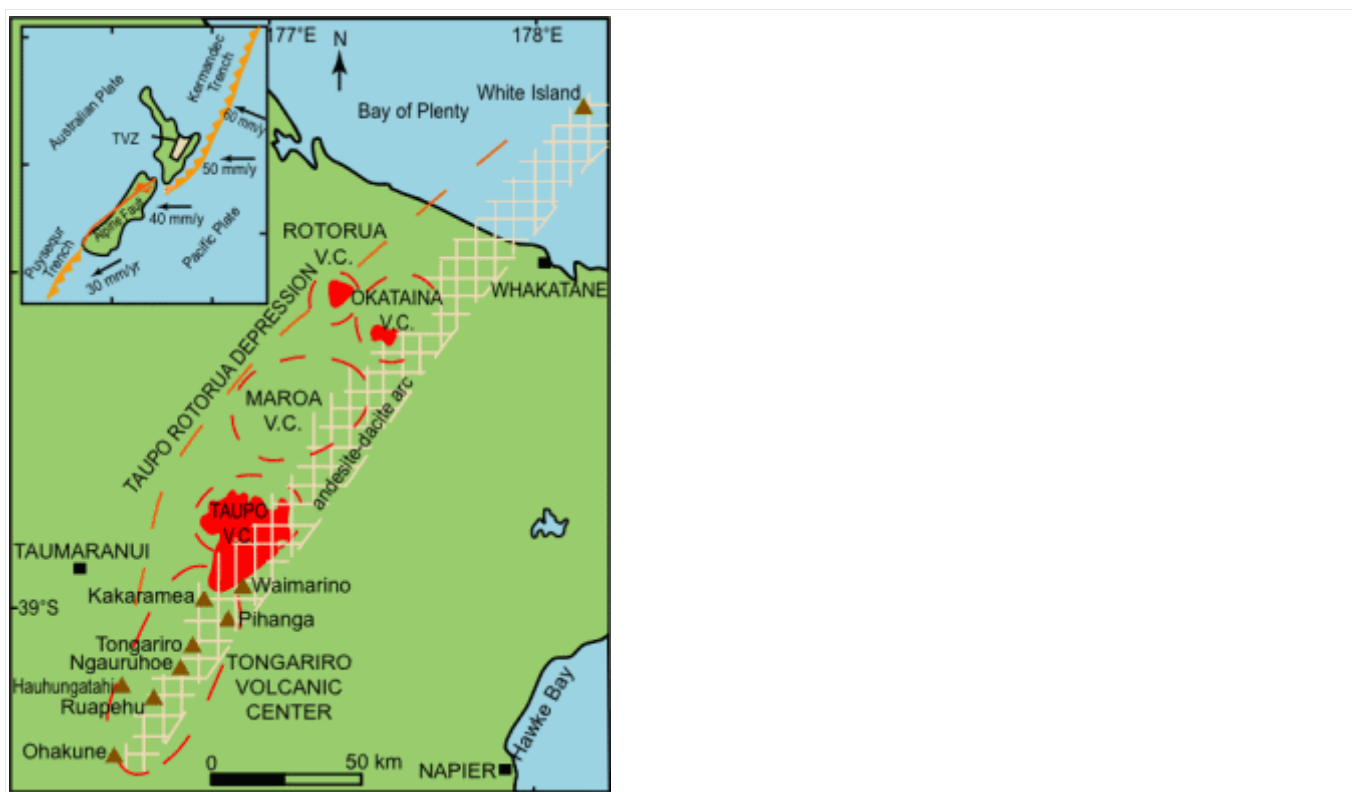 177°E
N
178°E
Kermandec
Trench
Australian Plate
TVZ
60 mm/y
50 mm/y
40 mm/y
Alpine Fault
Pacific Plate
Puysequr
Trench
30 mm/yr
White Island
Bay of Plenty
ROTORUA
V.C.
WHAKATANE
OKATAINA
V.C.
TAUPO ROTORUA DEPRESSION
MAROA
V.C.
andesite-dacite arc
TAUPO
V.C
TAUMARANUI
39°S
Waimarino
Kakaramea
Pihanga
Tongariro
Ngauruhoe
Hauhungatahi
Ruapehu
TONGARIRO
VOLCANIC
CENTER
Ohakune
0
50 km
NAPIER
Hawke Bay